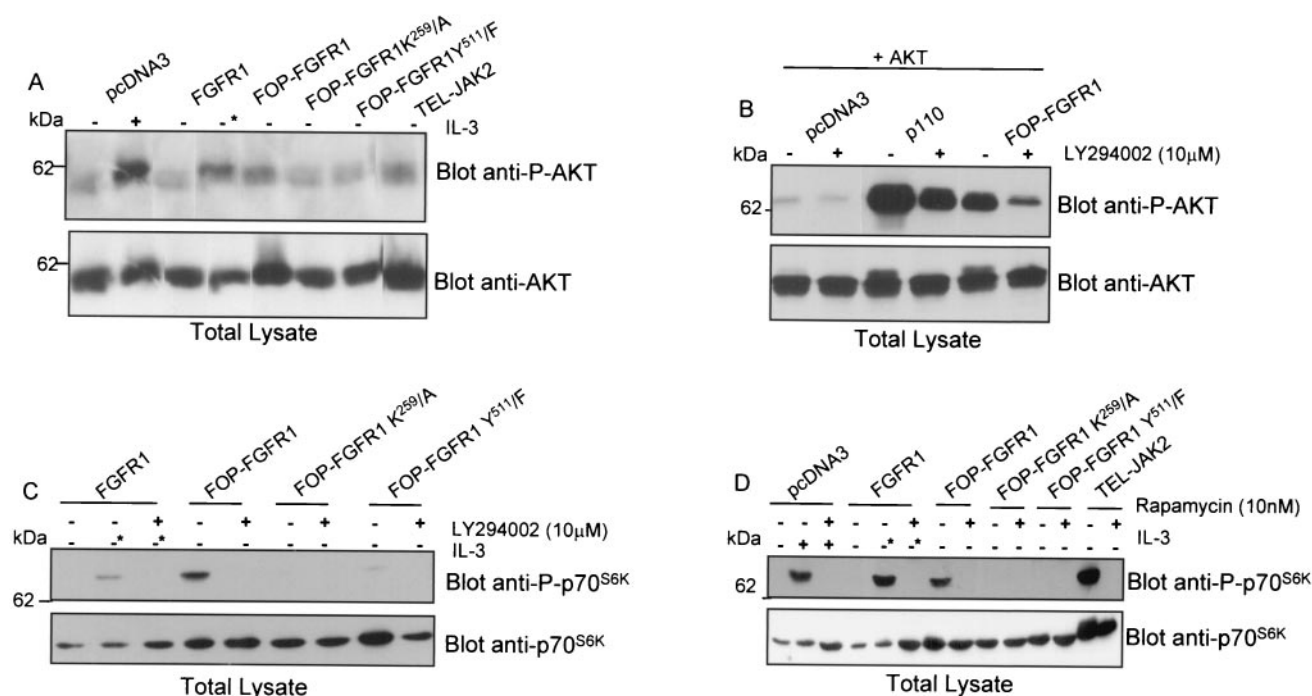 A
pcDNA3
FGFR1
FOP-FGFR1
FOP-FGFR1K²⁵⁹/A
FOP-FGFR1Y⁵¹¹/F
TEL-JAK2
kDa - + - -* - - - - IL-3
62 Blot anti-P-AKT
62 Blot anti-AKT
Total Lysate
B
+ AKT
pcDNA3
p110
FOP-FGFR1
kDa - + - + - + LY294002 (10µM)
62 Blot anti-P-AKT
Blot anti-AKT
Total Lysate
C
FGFR1
FOP-FGFR1
FOP-FGFR1 K²⁵⁹/A
FOP-FGFR1 Y⁵¹¹/F
- - + - + - + - + LY294002 (10µM)
kDa - -* -* - - - - - - IL-3
62 Blot anti-P-p70ˢ⁶ᴷ
Blot anti-p70ˢ⁶ᴷ
Total Lysate
D
pcDNA3
FGFR1
FOP-FGFR1
FOP-FGFR1 K²⁵⁹/A
FOP-FGFR1 Y⁵¹¹/F
TEL-JAK2
- - + - - + - + - + - + - + Rapamycin (10nM)
kDa - + + - -* -* - - - - - - - - IL-3
62 Blot anti-P-p70ˢ⁶ᴷ
Blot anti-p70ˢ⁶ᴷ
Total Lysate